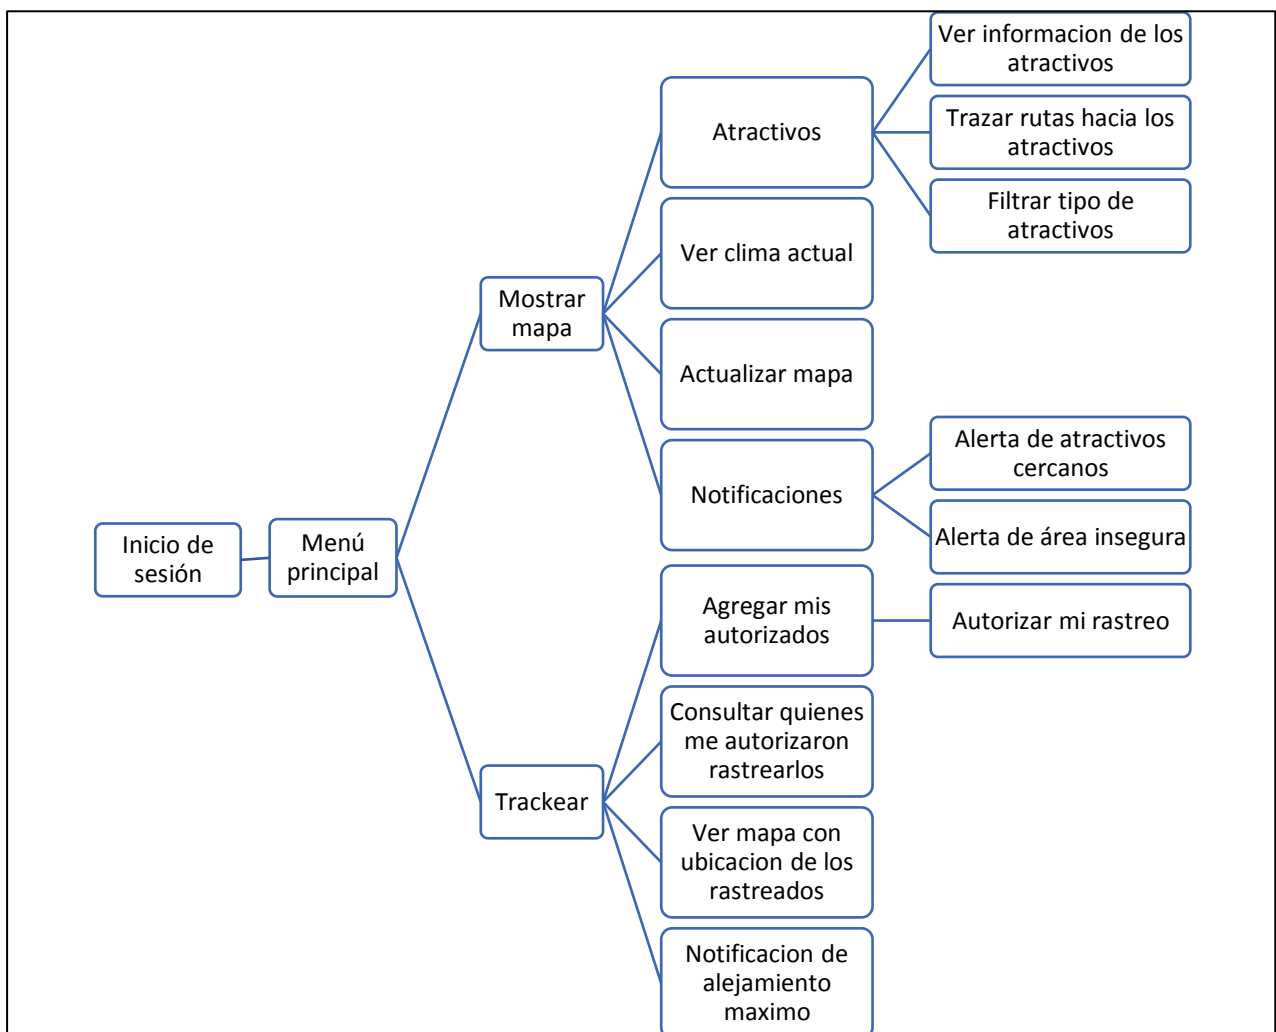 Inicio de
sesión
Menú
principal
Mostrar
mapa
Atractivos
Ver informacion de los
atractivos
Trazar rutas hacia los
atractivos
Filtrar tipo de
atractivos
Ver clima actual
Actualizar mapa
Notificaciones
Alerta de atractivos
cercanos
Alerta de área insegura
Trackear
Agregar mis
autorizados
Autorizar mi rastreo
Consultar quienes
me autorizaron
rastrearlos
Ver mapa con
ubicacion de los
rastreados
Notificacion de
alejamiento
maximo